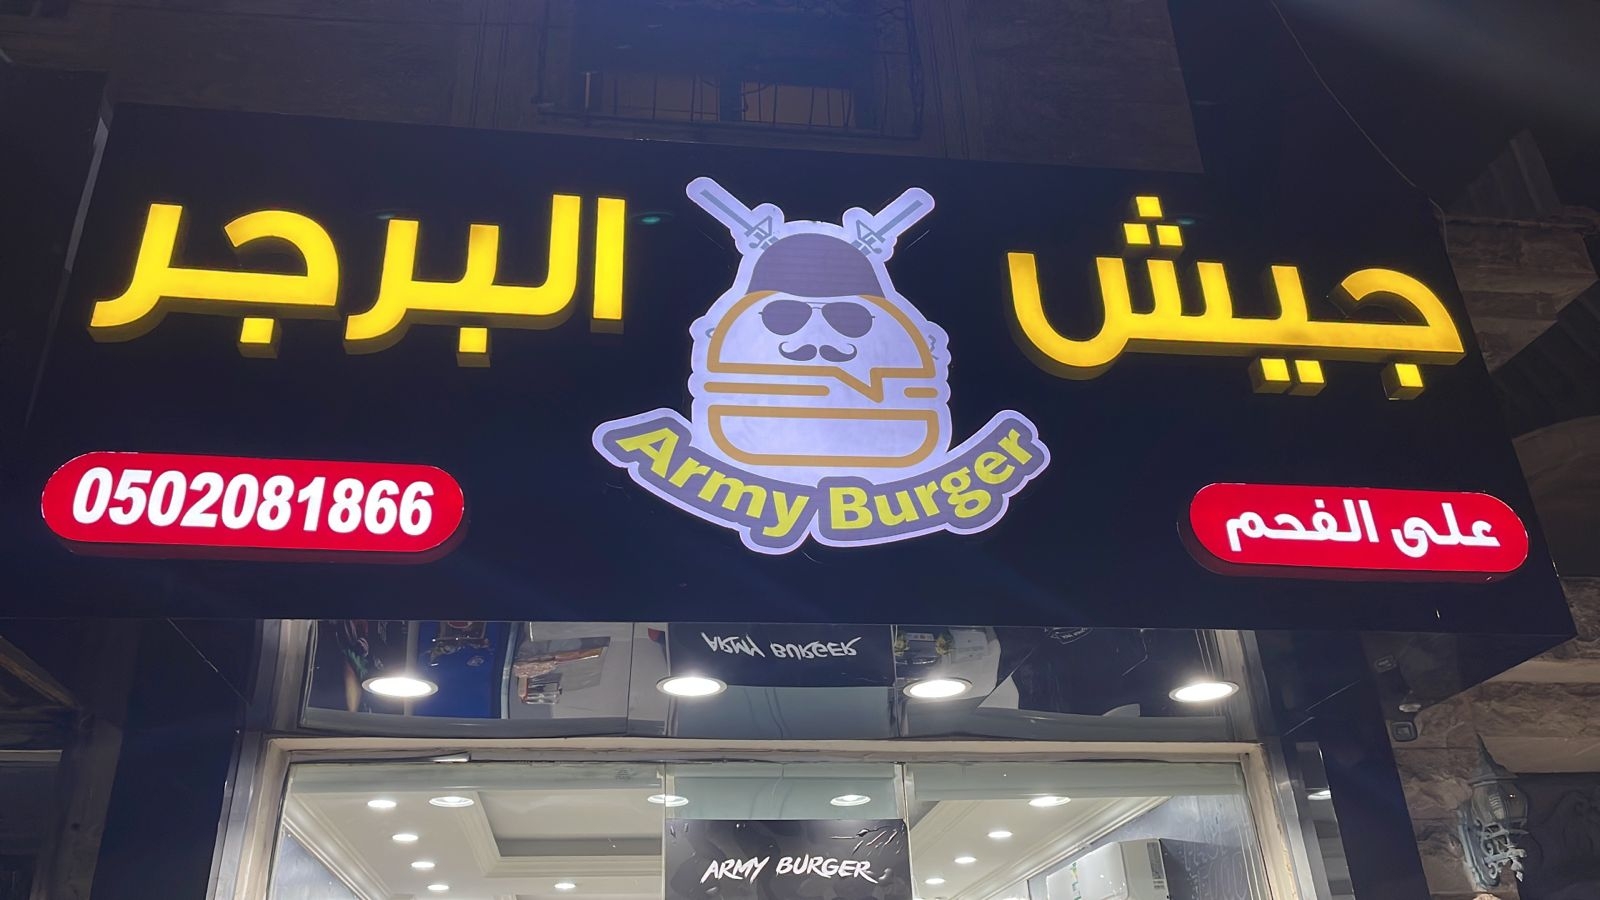 جيش البرجر
Army Burger
على الفحم
0502081866
ARMY BURGER
ARMY BURGER